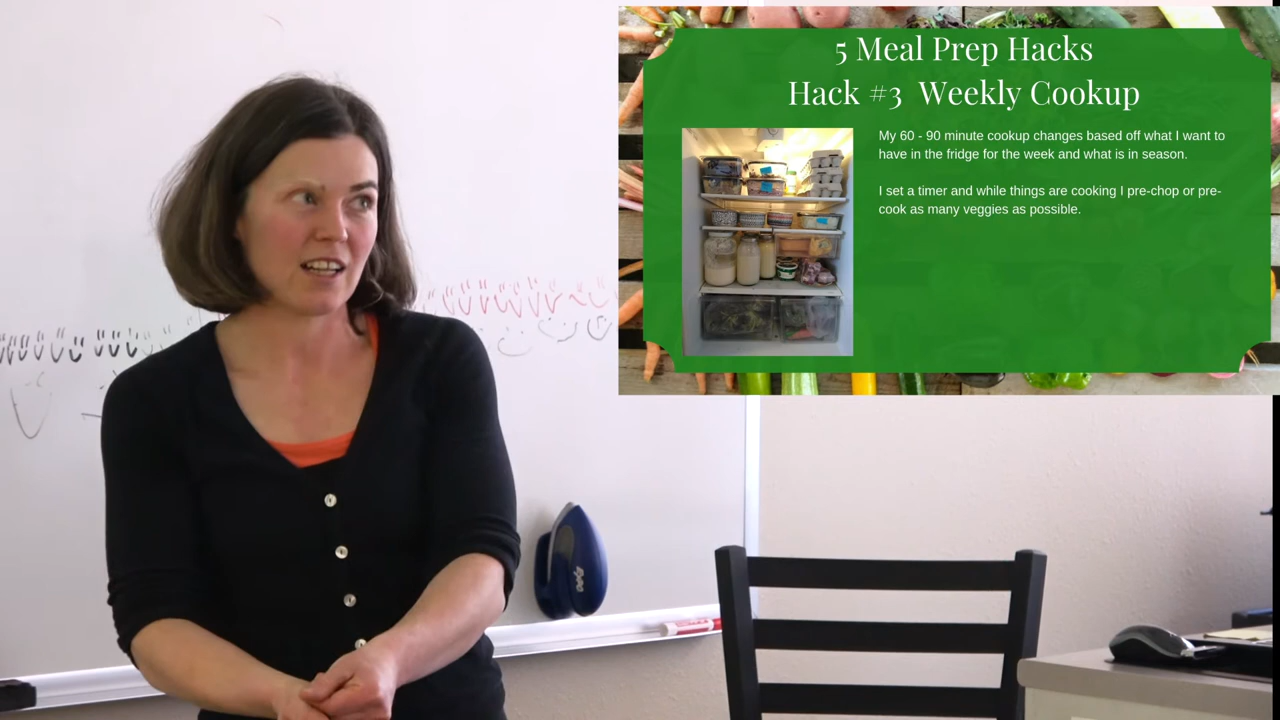 5 Meal Prep Hacks
Hack #3 Weekly Cookup
My 60 - 90 minute cookup changes based off what I want to
have in the fridge for the week and what is in season.
I set a timer and while things are cooking I pre-chop or pre-
cook as many veggies as possible.
EXPO